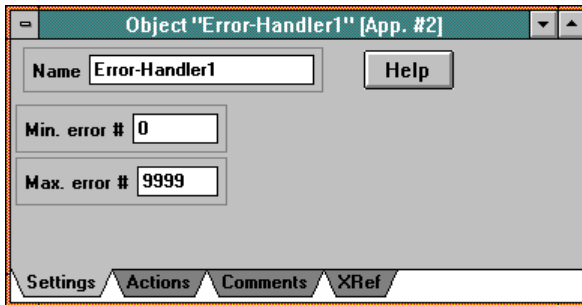 Object "Error-Handler1" [App. #2]
Name Error-Handler1 Help
Min. error # 0
Max. error # 9999
Settings Actions Comments XRef